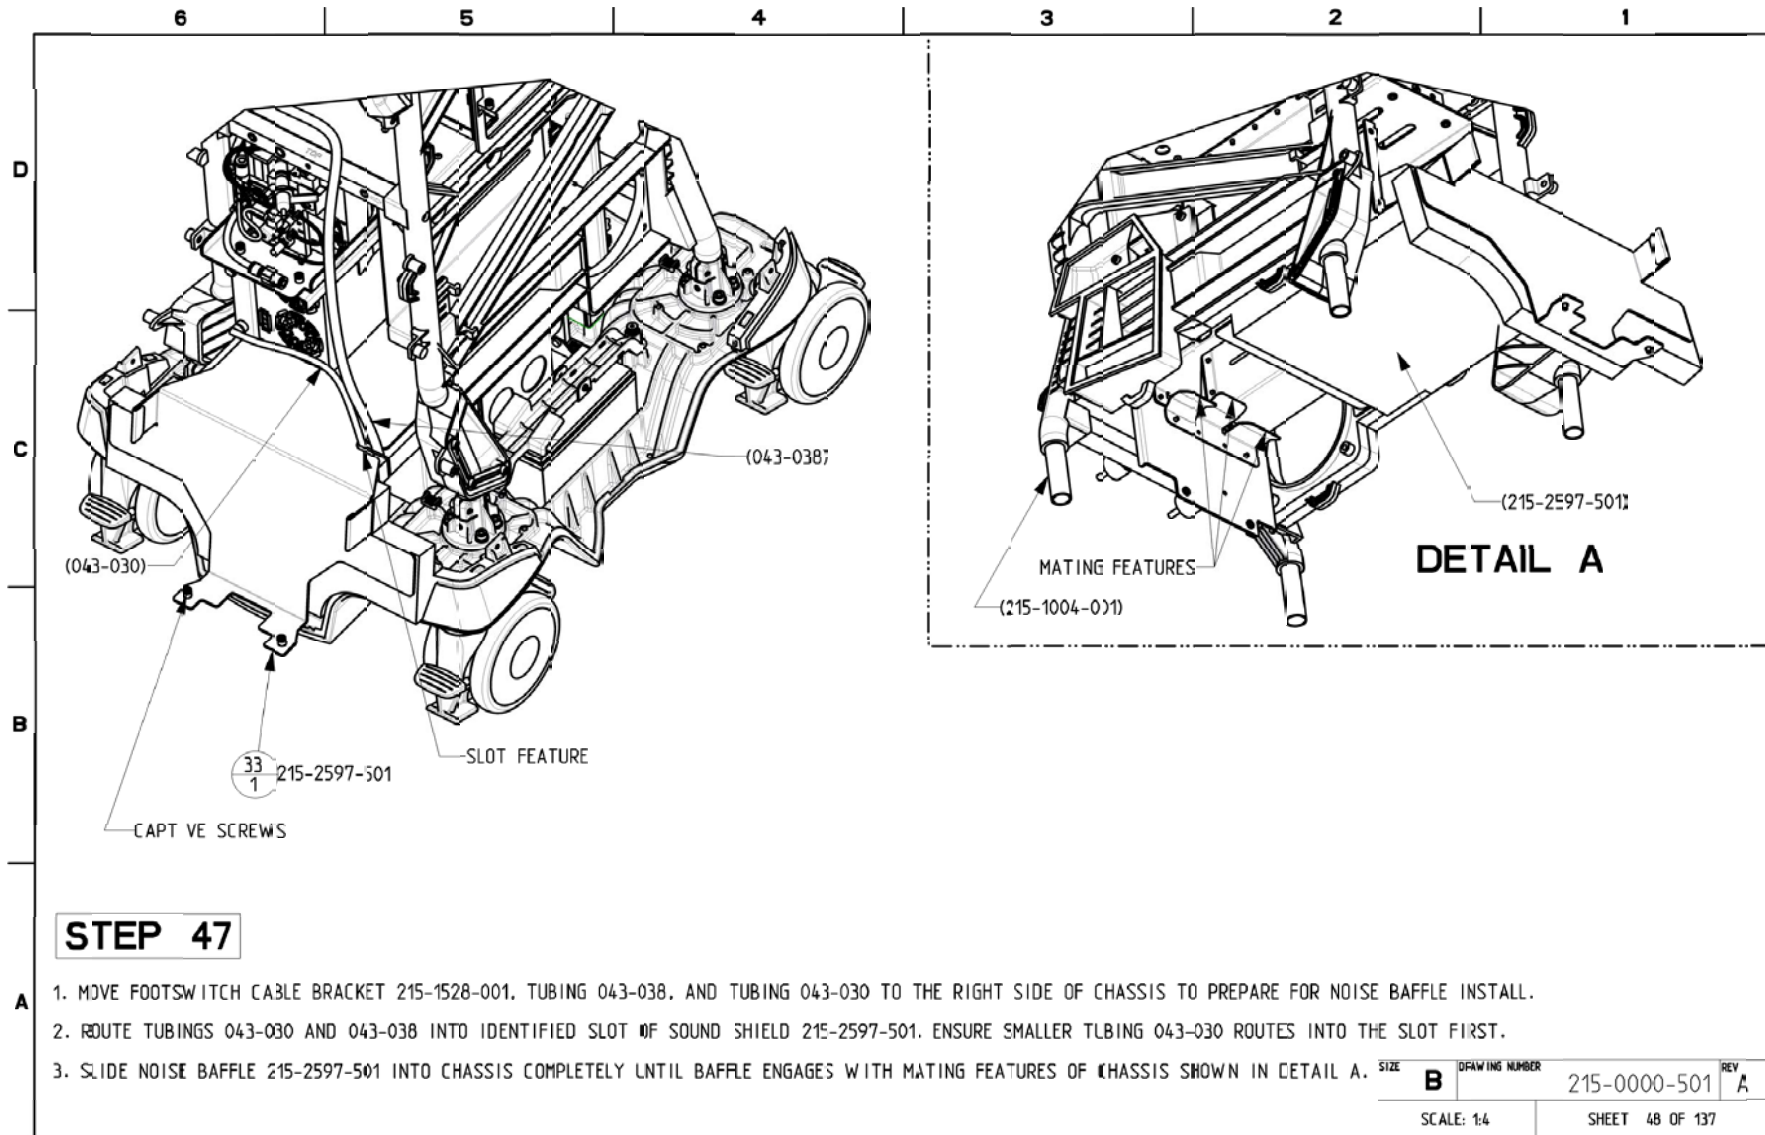 6 5 4 3 2 1
D
C
B
A
TOP
(043-038)
(043-030)
SLOT FEATURE
33
1
215-2597-501
CAPT VE SCREWS
MATING FEATURES
(215-1004-001)
(215-2597-501)
DETAIL A
STEP 47
1. MOVE FOOTSWITCH CABLE BRACKET 215-1528-001, TUBING 043-038, AND TUBING 043-030 TO THE RIGHT SIDE OF CHASSIS TO PREPARE FOR NOISE BAFFLE INSTALL.
2. ROUTE TUBINGS 043-030 AND 043-038 INTO IDENTIFIED SLOT OF SOUND SHIELD 215-2597-501. ENSURE SMALLER TUBING 043-030 ROUTES INTO THE SLOT FIRST.
3. SLIDE NOISE BAFFLE 215-2597-501 INTO CHASSIS COMPLETELY UNTIL BAFFLE ENGAGES WITH MATING FEATURES OF CHASSIS SHOWN IN DETAIL A.
SIZE
B
DRAWING NUMBER
215-0000-501
REV
A
SCALE: 1:4
SHEET 48 OF 137